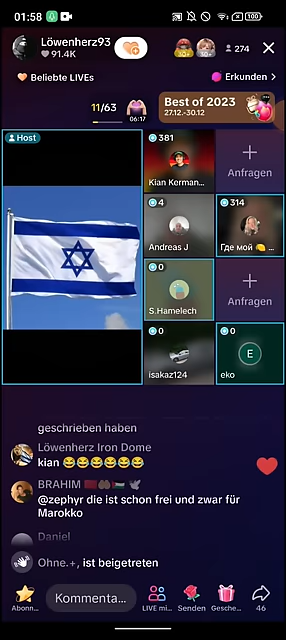 01:58
100
Löwenherz93
91.4K
30+
30+
274
Beliebte LIVEs
Erkunden >
11/63
06:17
Best of 2023
27.12.-30.12
Host
381
Kian Kerman...
Anfragen
4
Andreas J
314
Где мой 🍋 ...
0
S.Hamelech
Anfragen
0
isakaz124
0
E
eko
geschrieben haben
Löwenherz Iron Dome
kian 😂😂😂😂😂😂
BRAHIM 🇲🇦🤲🏾🇵🇸🕊
@zephyr die ist schon frei und zwar für
Marokko
Daniel
Ohne.+, ist beigetreten
Abonn...
Kommenta...
LIVE mi...
Senden
Gesche...
46